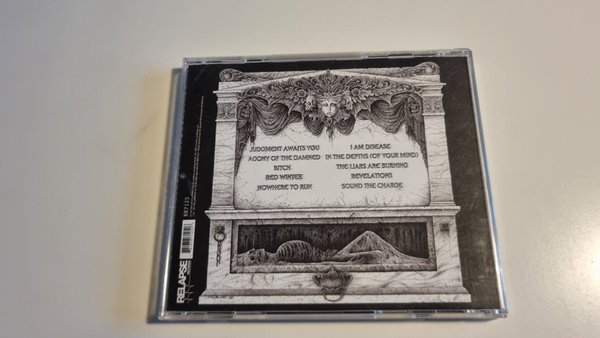 JUDGMENT AWAITS YOU
AGONY OF THE DAMNED
BITCH
RED WINTER
NOWHERE TO RUN
I AM DISEASE
IN THE DEPTHS (OF YOUR MIND)
THE LIARS ARE BURNING
REVELATIONS
SOUND THE CHARGE
RR7125
RELAPSE